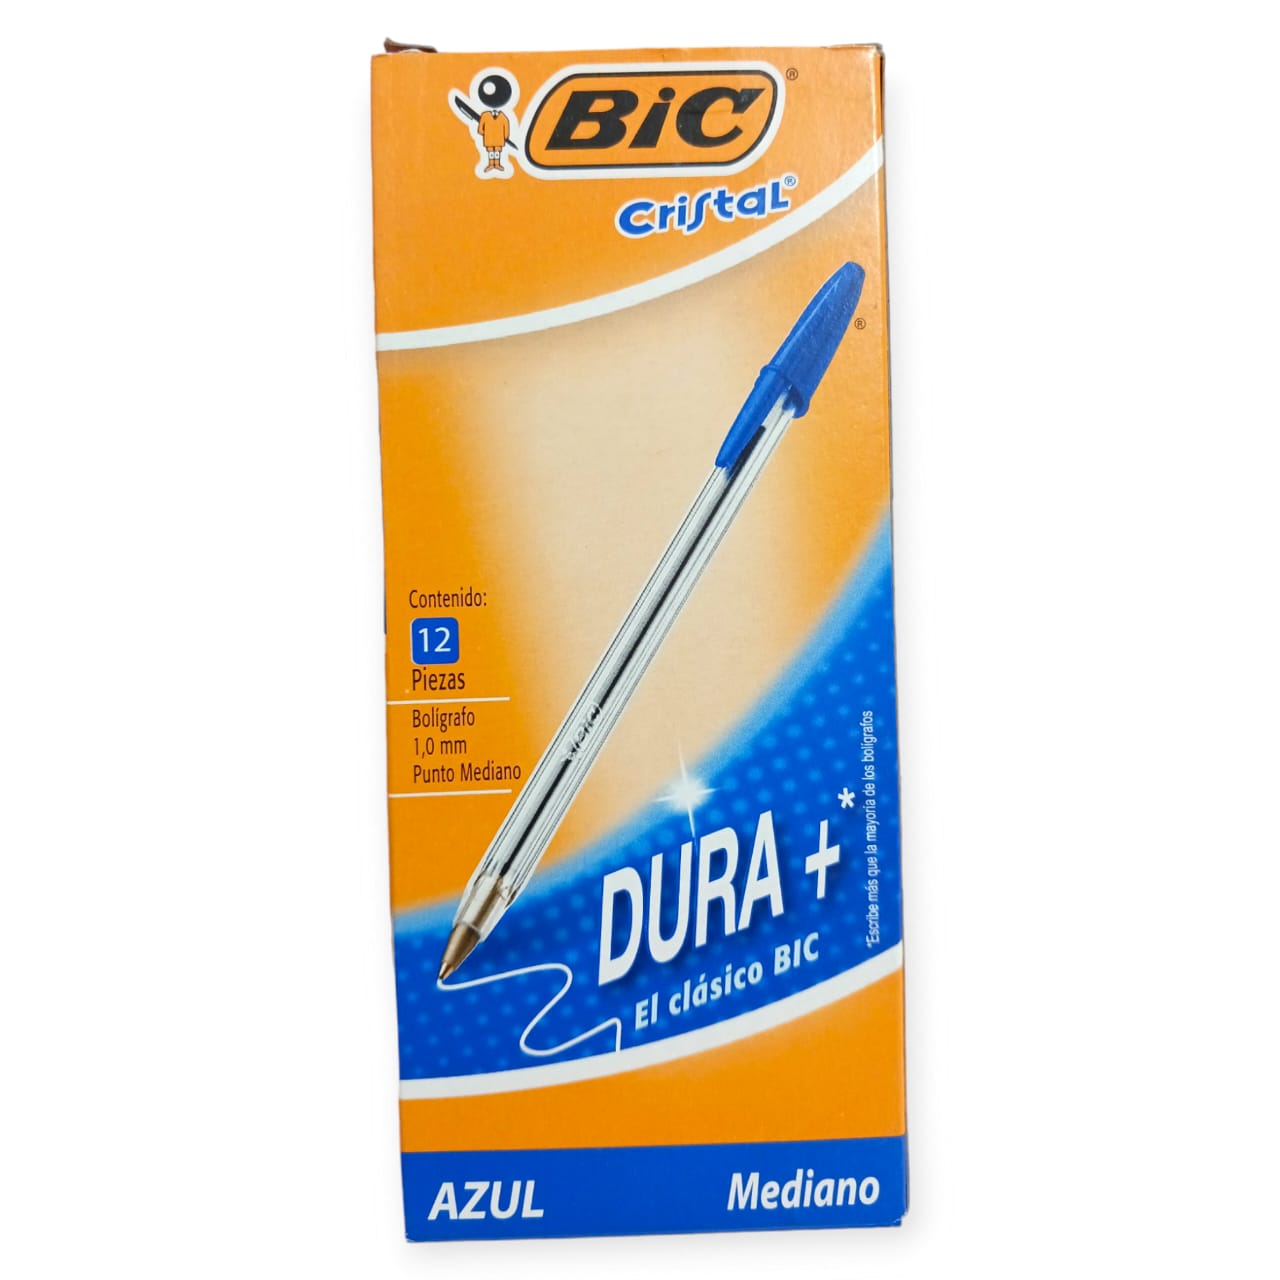 BiC®
Cristal®
®
Contenido:
12
Piezas
Bolígrafo
1,0 mm
Punto Mediano
DURA +*
El clásico BIC
*Escribe más que la mayoría de los bolígrafos
AZUL
Mediano